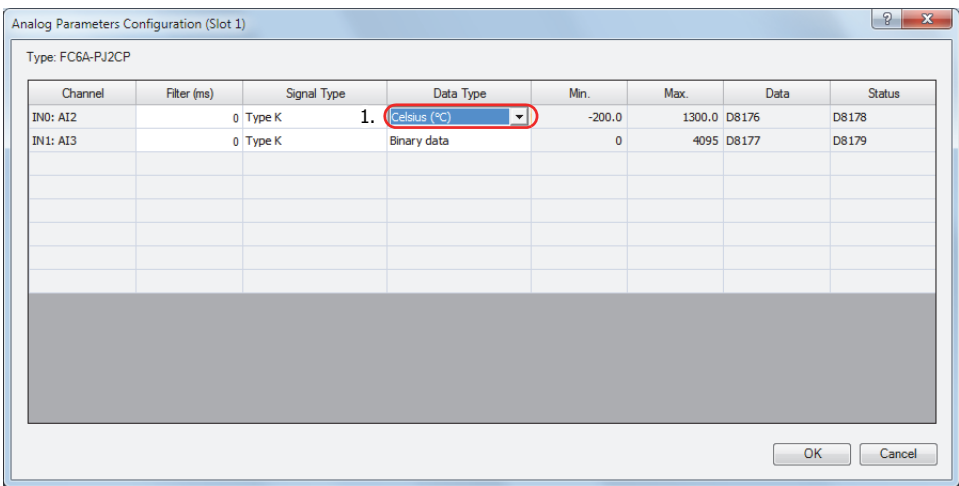 Analog Parameters Configuration (Slot 1)
Type: FC6A-PJ2CP
Channel Filter (ms) Signal Type Data Type Min. Max. Data Status
IN0: AI2 0 Type K 1. Celsius (°C) -200.0 1300.0 D8176 D8178
IN1: AI3 0 Type K Binary data 0 4095 D8177 D8179
OK Cancel